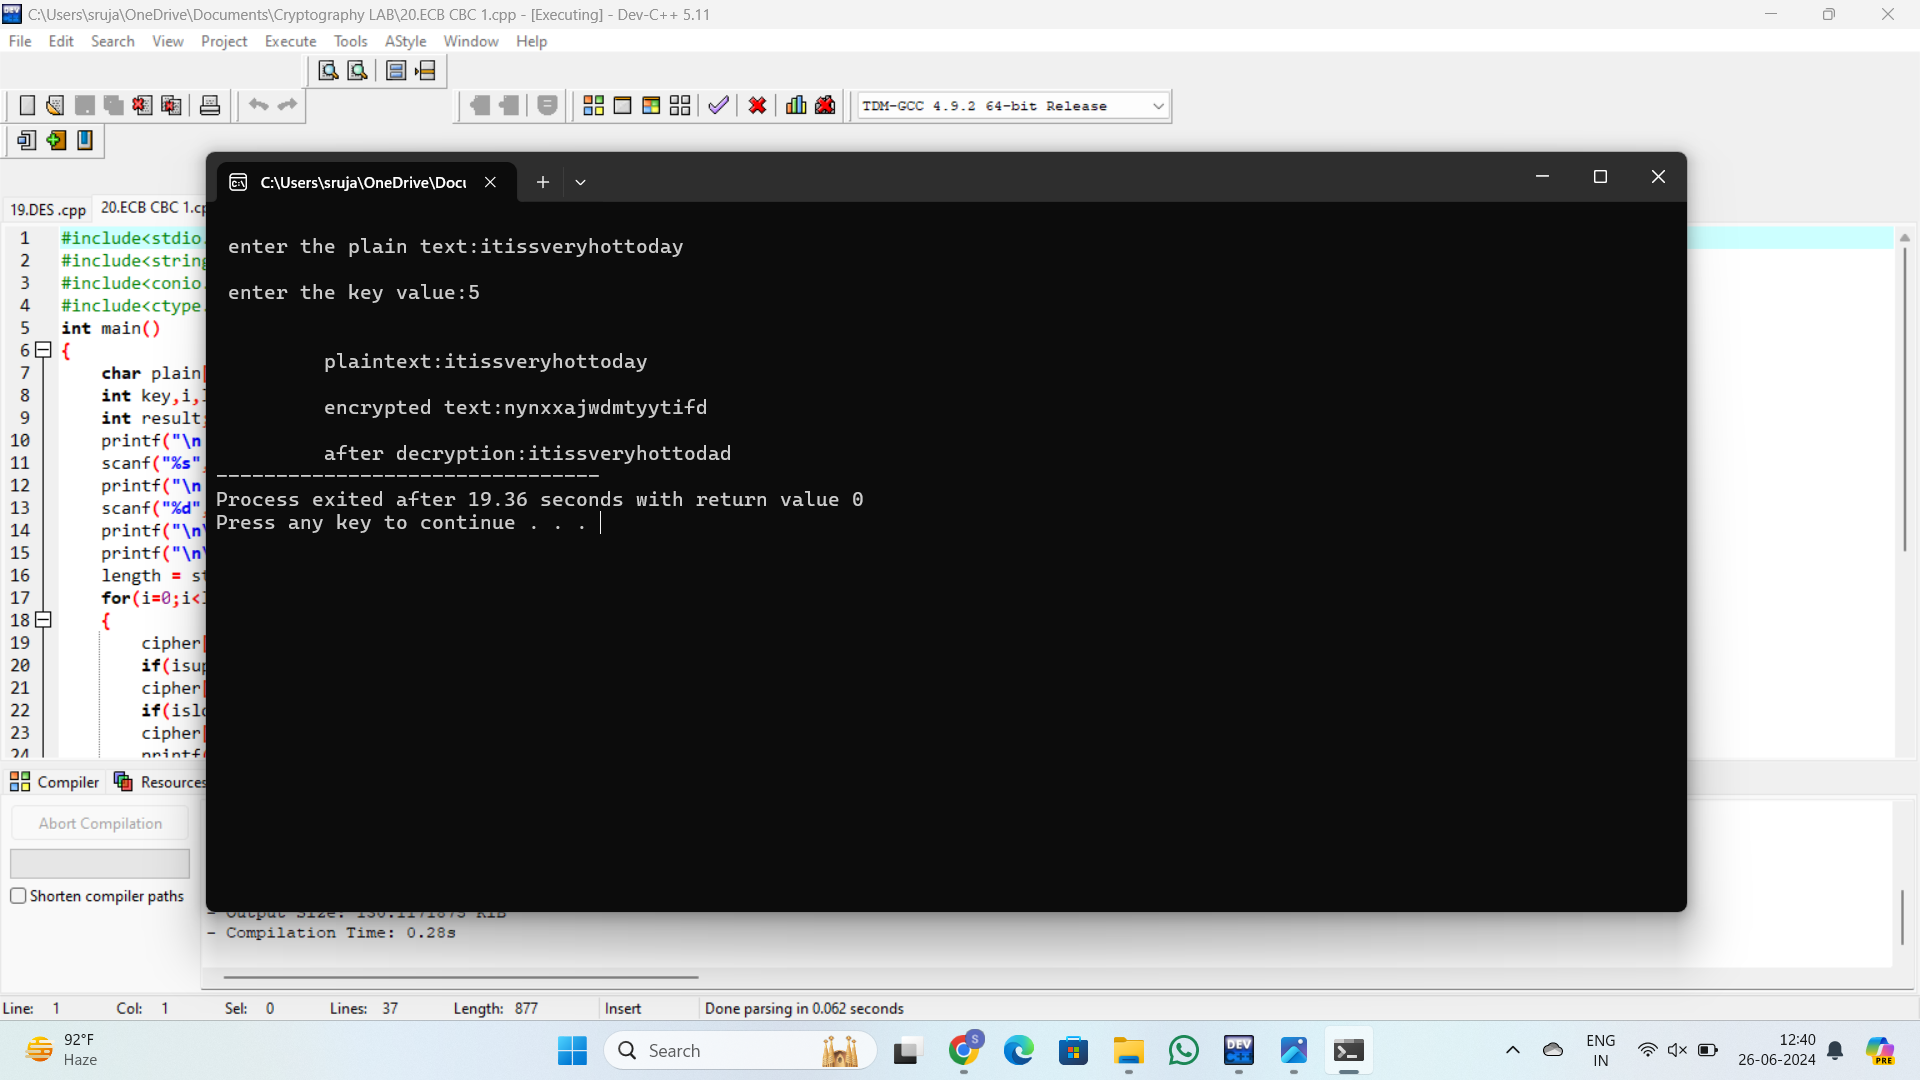 C:\Users\sruja\OneDrive\Documents\Cryptography LAB\20.ECB CBC 1.cpp - [Executing] - Dev-C++ 5.11
File Edit Search View Project Execute Tools AStyle Window Help
TDM-GCC 4.9.2 64-bit Release
C:\Users\sruja\OneDrive\Docu
19.DES .cpp 20.ECB CBC 1.cp
enter the plain text:itissveryhottoday
enter the key value:5
plaintext:itissveryhottoday
encrypted text:nynxxajwdmtyytifd
after decryption:itissveryhottodad
--------------------------------
Process exited after 19.36 seconds with return value 0
Press any key to continue . . .
1 #include<stdio.
2 #include<string
3 #include<conio.
4 #include<ctype.
5 int main()
6 {
7 char plain[
8 int key,i,l
9 int result;
10 printf("\n
11 scanf("%s",
12 printf("\n
13 scanf("%d",
14 printf("\n\
15 printf("\n\
16 length = st
17 for(i=0;i<l
18 {
19 cipher[
20 if(isup
21 cipher[
22 if(islo
23 cipher[
24 printf(
Compiler Resources
Abort Compilation
Shorten compiler paths
- Output Size: 130.1171875 KiB
- Compilation Time: 0.28s
Line: 1 Col: 1 Sel: 0 Lines: 37 Length: 877 Insert Done parsing in 0.062 seconds
92°F
Haze
Search
S
DEV
ENG
IN
12:40
26-06-2024
PRE